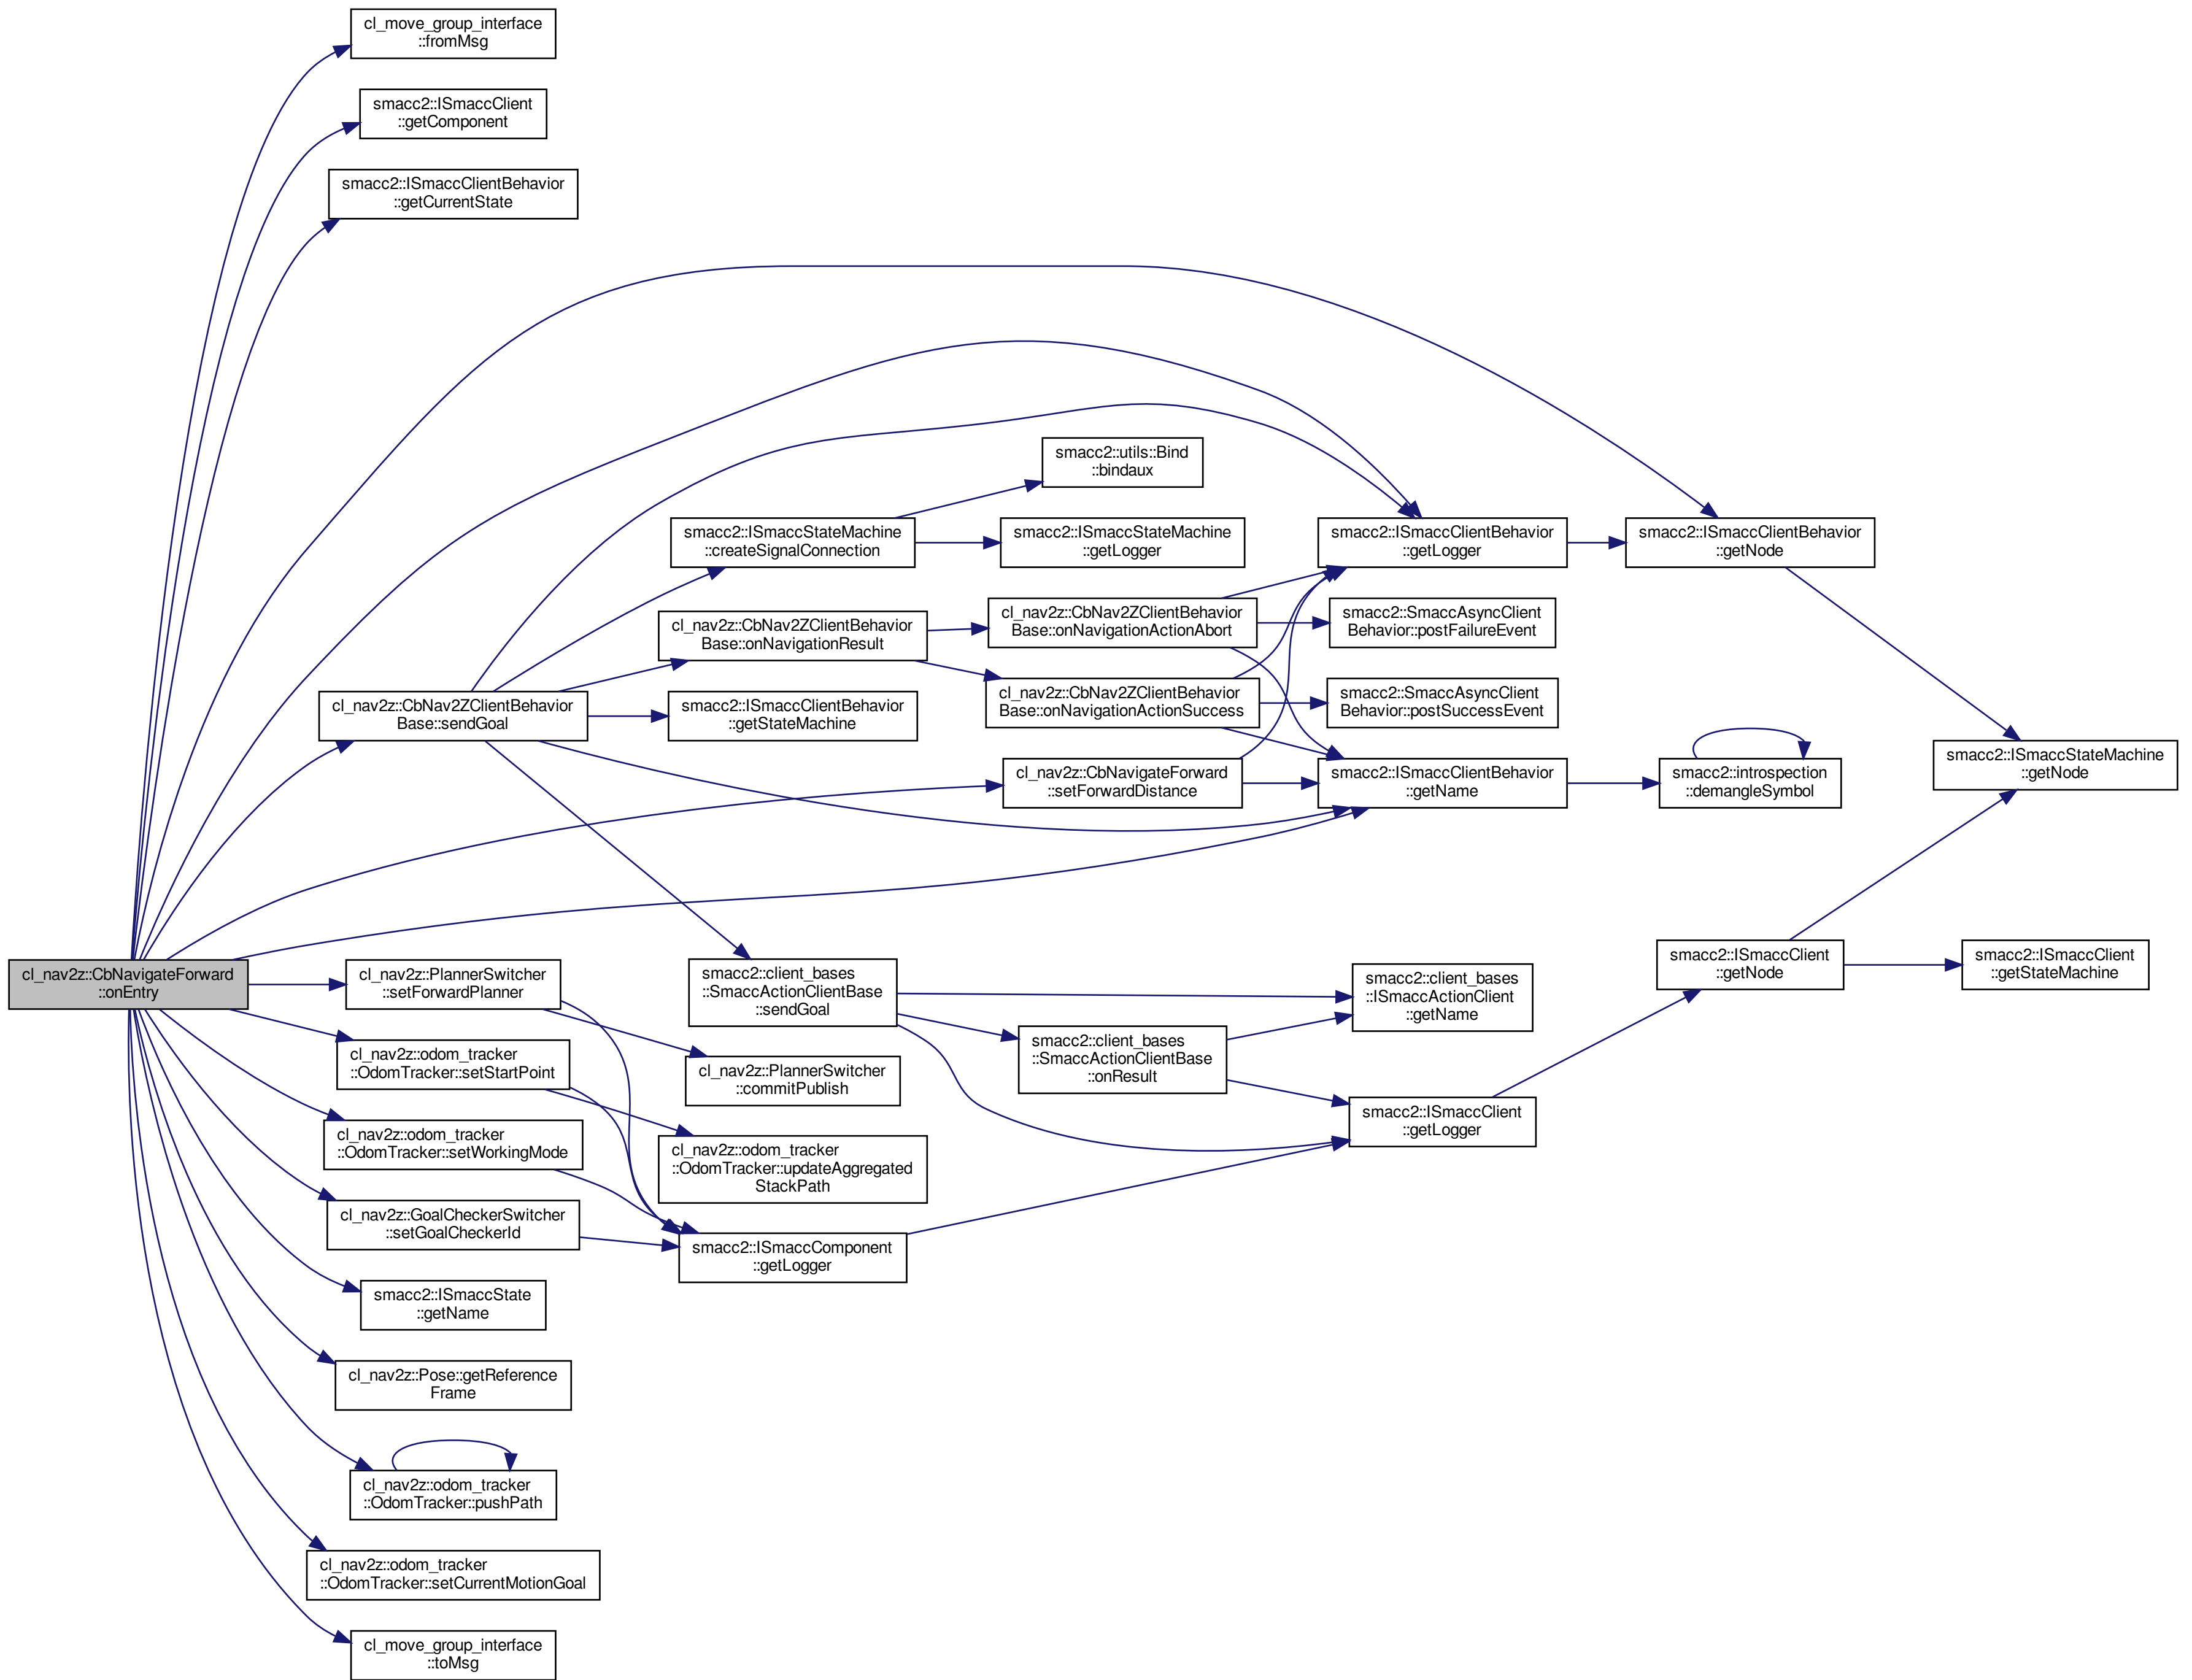 cl_move_group_interface
::fromMsg
smacc2::ISmaccClient
::getComponent
smacc2::ISmaccClientBehavior
::getCurrentState
smacc2::utils::Bind
::bindaux
smacc2::ISmaccStateMachine
::createSignalConnection
smacc2::ISmaccStateMachine
::getLogger
smacc2::ISmaccClientBehavior
::getLogger
smacc2::ISmaccClientBehavior
::getNode
cl_nav2z::CbNav2ZClientBehavior
Base::onNavigationResult
cl_nav2z::CbNav2ZClientBehavior
Base::onNavigationActionAbort
smacc2::SmaccAsyncClient
Behavior::postFailureEvent
cl_nav2z::CbNav2ZClientBehavior
Base::sendGoal
smacc2::ISmaccClientBehavior
::getStateMachine
cl_nav2z::CbNav2ZClientBehavior
Base::onNavigationActionSuccess
smacc2::SmaccAsyncClient
Behavior::postSuccessEvent
cl_nav2z::CbNavigateForward
::setForwardDistance
smacc2::ISmaccClientBehavior
::getName
smacc2::introspection
::demangleSymbol
smacc2::ISmaccStateMachine
::getNode
cl_nav2z::CbNavigateForward
::onEntry
cl_nav2z::PlannerSwitcher
::setForwardPlanner
smacc2::client_bases
::SmaccActionClientBase
::sendGoal
smacc2::client_bases
::ISmaccActionClient
::getName
smacc2::ISmaccClient
::getNode
smacc2::ISmaccClient
::getStateMachine
cl_nav2z::odom_tracker
::OdomTracker::setStartPoint
cl_nav2z::PlannerSwitcher
::commitPublish
smacc2::client_bases
::SmaccActionClientBase
::onResult
smacc2::ISmaccClient
::getLogger
cl_nav2z::odom_tracker
::OdomTracker::setWorkingMode
cl_nav2z::odom_tracker
::OdomTracker::updateAggregated
StackPath
cl_nav2z::GoalCheckerSwitcher
::setGoalCheckerId
smacc2::ISmaccComponent
::getLogger
smacc2::ISmaccState
::getName
cl_nav2z::Pose::getReference
Frame
cl_nav2z::odom_tracker
::OdomTracker::pushPath
cl_nav2z::odom_tracker
::OdomTracker::setCurrentMotionGoal
cl_move_group_interface
::toMsg